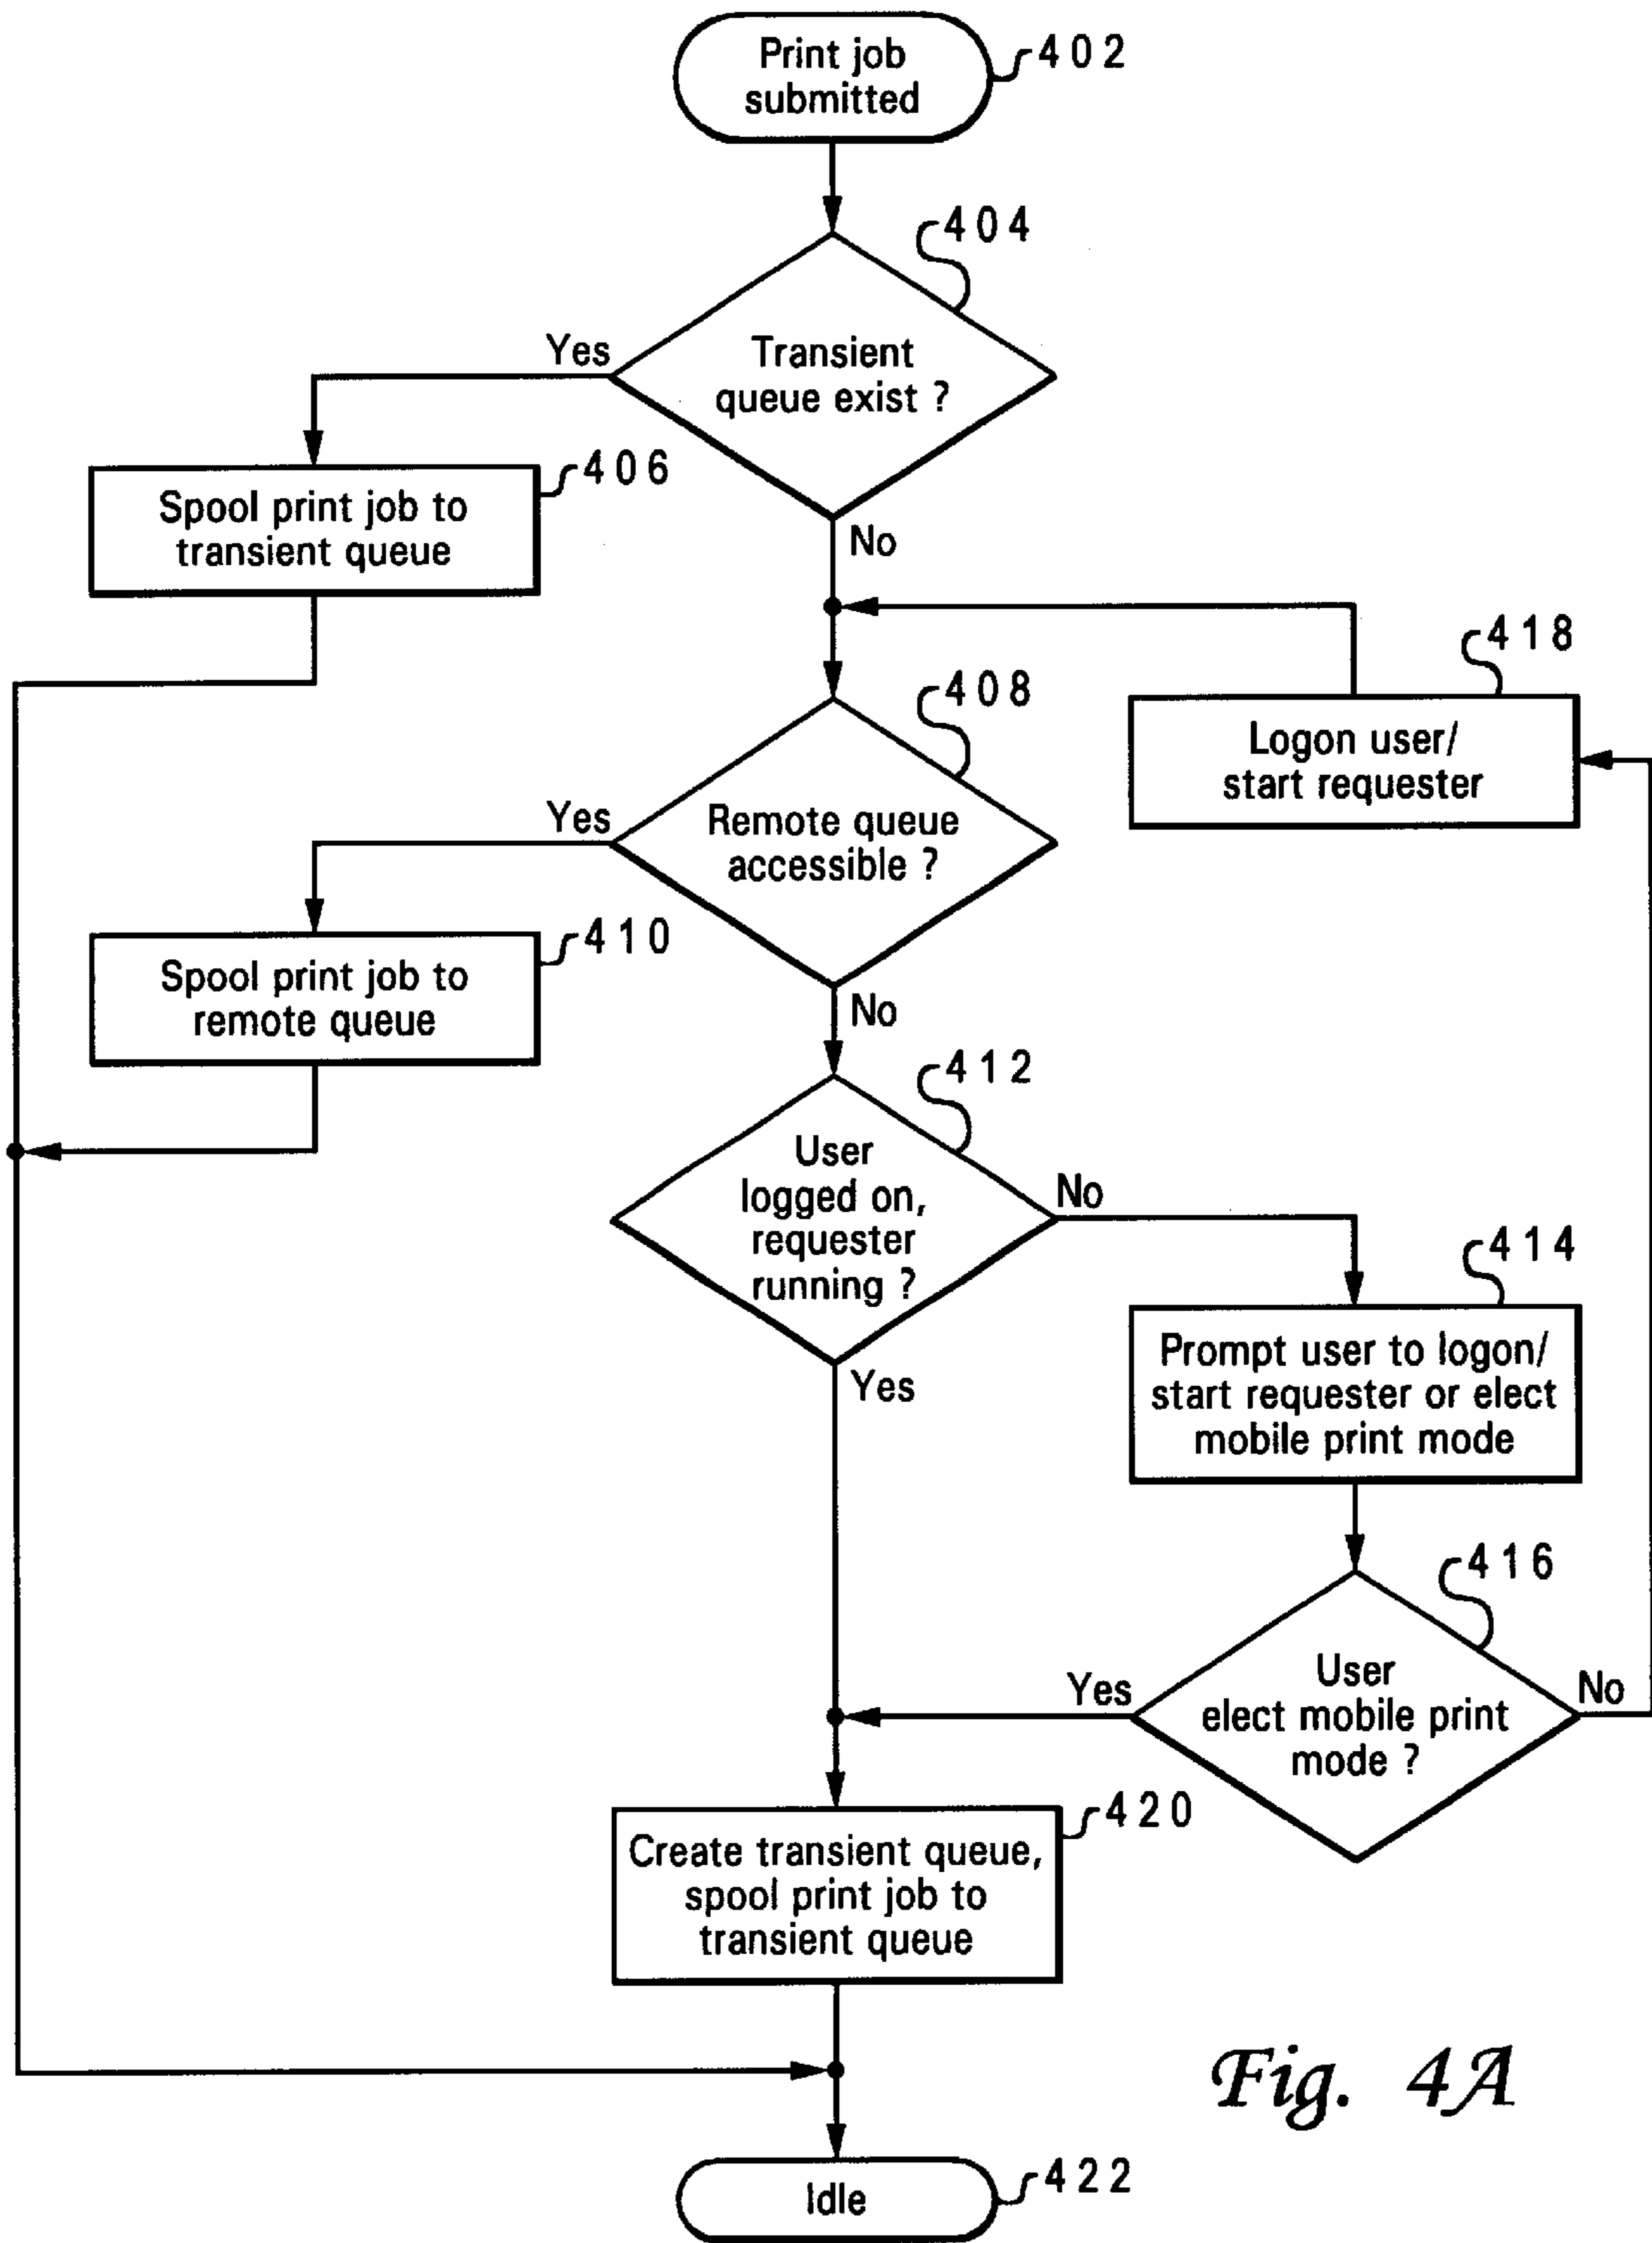 Print job
submitted
402
404
Transient
queue exist ?
Yes
No
406
Spool print job to
transient queue
418
Logon user/
start requester
408
Remote queue
accessible ?
Yes
No
410
Spool print job to
remote queue
412
User
logged on,
requester
running ?
No
Yes
414
Prompt user to logon/
start requester or elect
mobile print mode
416
User
elect mobile print
mode ?
Yes
No
420
Create transient queue,
spool print job to
transient queue
Fig. 4A
Idle
422